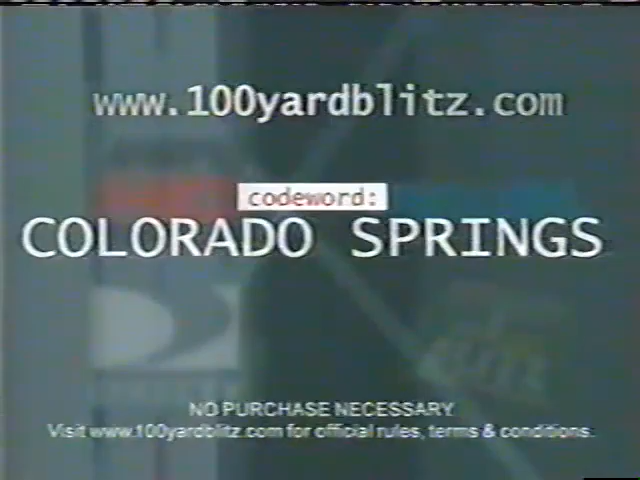 www.100yardblitz.com
codeword:
COLORADO SPRINGS
NO PURCHASE NECESSARY.
Visit www.100yardblitz.com for official rules, terms & conditions.